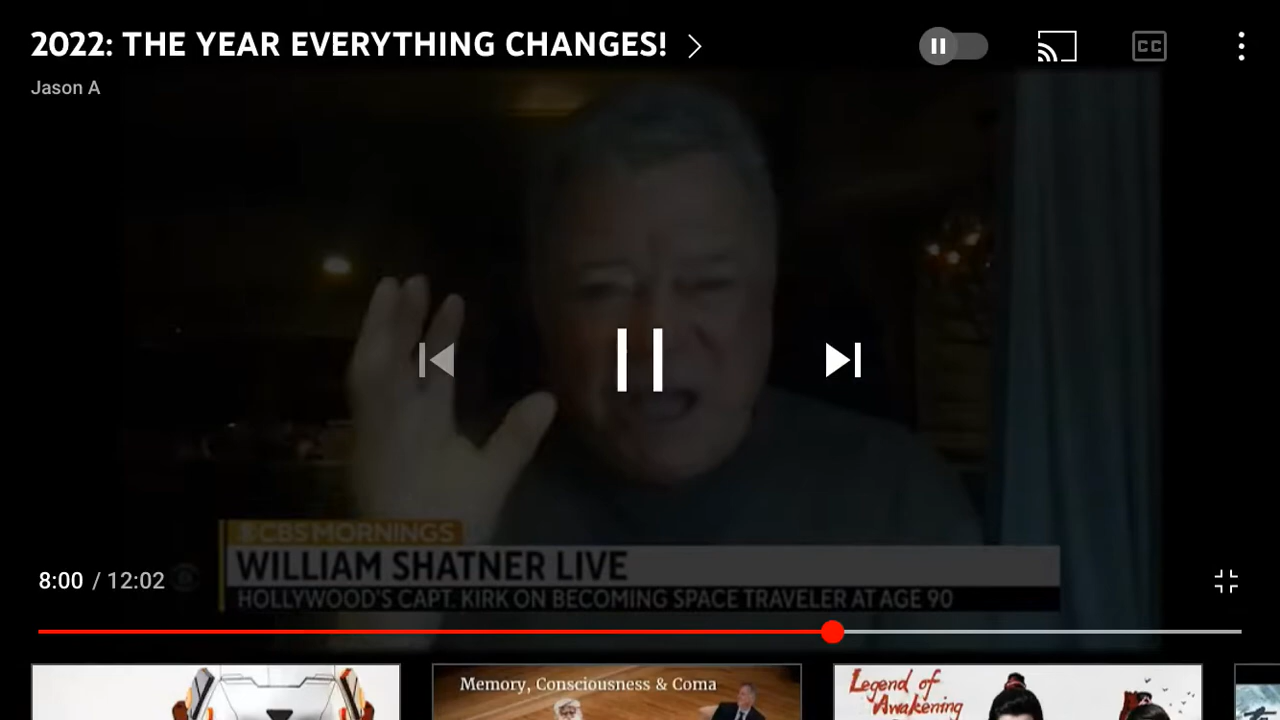 2022: THE YEAR EVERYTHING CHANGES!
Jason A
CC
CBS MORNINGS
WILLIAM SHATNER LIVE
HOLLYWOOD'S CAPT. KIRK ON BECOMING SPACE TRAVELER AT AGE 90
8:00 / 12:02
Memory, Consciousness & Coma
Legend of
Awakening